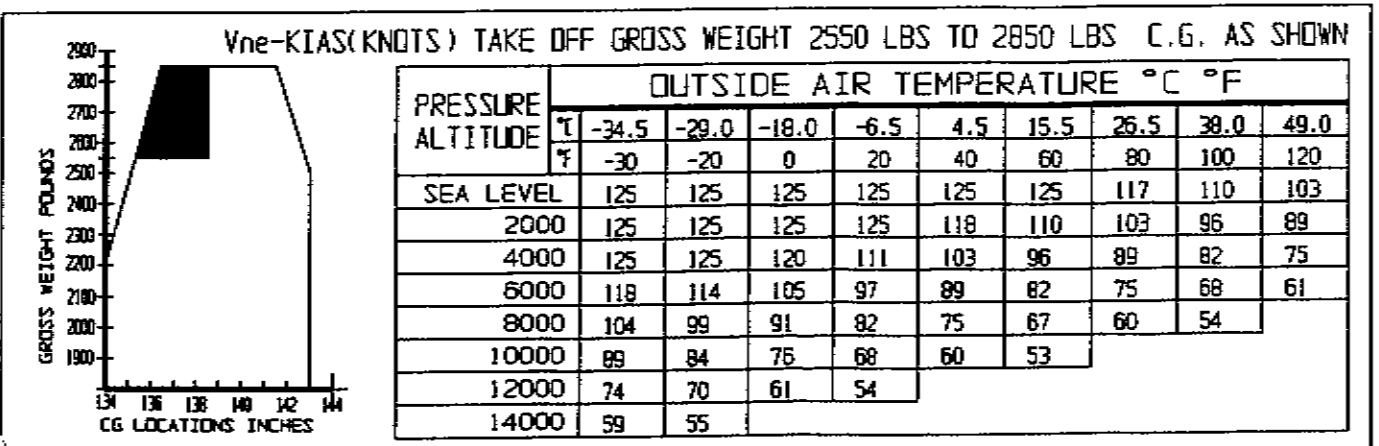 Vne-KIAS(KNOTS) TAKE OFF GROSS WEIGHT 2550 LBS TO 2850 LBS C.G. AS SHOWN
PRESSURE ALTITUDE
OUTSIDE AIR TEMPERATURE °C °F
°C -34.5 -29.0 -18.0 -6.5 4.5 15.5 26.5 38.0 49.0
°F -30 -20 0 20 40 60 80 100 120
SEA LEVEL 125 125 125 125 125 125 117 110 103
2000 125 125 125 125 118 110 103 96 89
4000 125 125 120 111 103 96 89 82 75
6000 118 114 105 97 89 82 75 68 61
8000 104 99 91 82 75 67 60 54
10000 89 84 76 68 60 53
12000 74 70 61 54
14000 59 55
GROSS WEIGHT POUNDS
2900
2800
2700
2600
2500
2400
2300
2200
2100
2000
1900
134 136 138 140 142 144
CG LOCATIONS INCHES